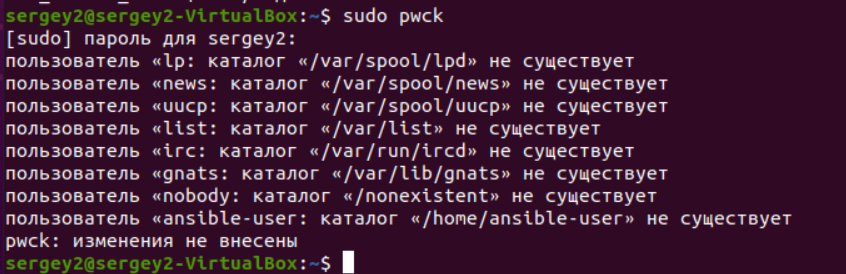 sergey2@sergey2-VirtualBox:~$ sudo pwck
[sudo] пароль для sergey2:
пользователь «lp: каталог «/var/spool/lpd» не существует
пользователь «news: каталог «/var/spool/news» не существует
пользователь «uucp: каталог «/var/spool/uucp» не существует
пользователь «list: каталог «/var/list» не существует
пользователь «irc: каталог «/var/run/ircd» не существует
пользователь «gnats: каталог «/var/lib/gnats» не существует
пользователь «nobody: каталог «/nonexistent» не существует
пользователь «ansible-user: каталог «/home/ansible-user» не существует
pwck: изменения не внесены
sergey2@sergey2-VirtualBox:~$